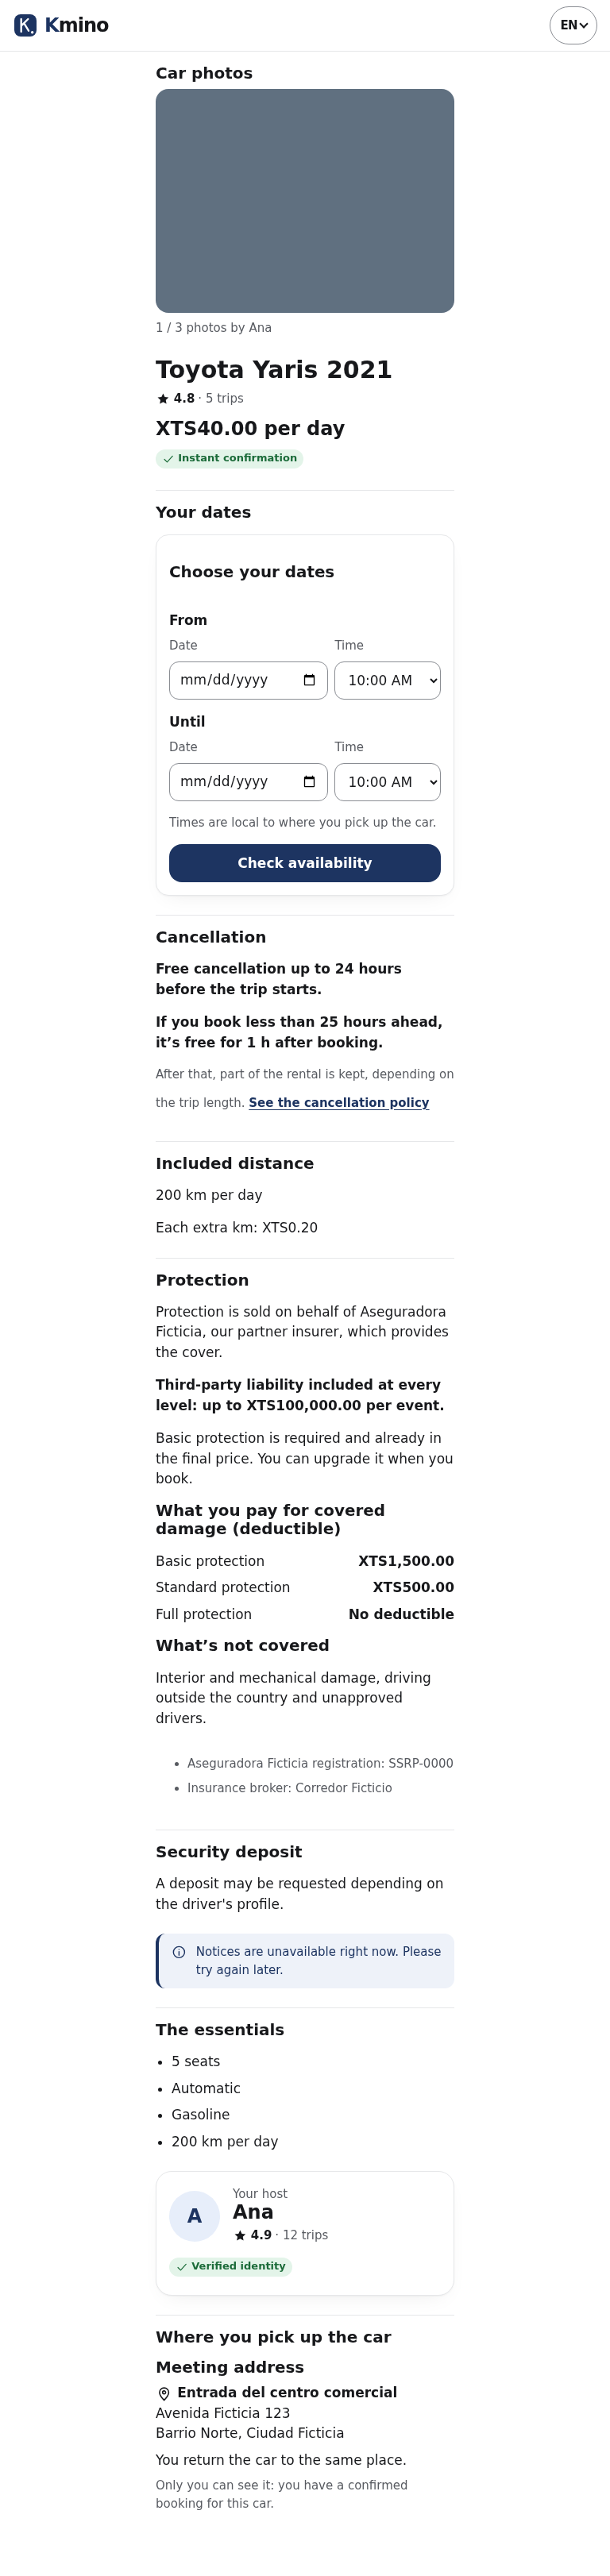 Kmino
EN
Car photos
1 / 3 photos by Ana
Toyota Yaris 2021
4.8 · 5 trips
XTS40.00 per day
Instant confirmation
Your dates
Choose your dates
From
Date Time
mm/dd/yyyy 10:00 AM
Until
Date Time
mm/dd/yyyy 10:00 AM
Times are local to where you pick up the car.
Check availability
Cancellation
Free cancellation up to 24 hours
before the trip starts.
If you book less than 25 hours ahead,
it’s free for 1 h after booking.
After that, part of the rental is kept, depending on
the trip length. See the cancellation policy
Included distance
200 km per day
Each extra km: XTS0.20
Protection
Protection is sold on behalf of Aseguradora
Ficticia, our partner insurer, which provides
the cover.
Third-party liability included at every
level: up to XTS100,000.00 per event.
Basic protection is required and already in
the final price. You can upgrade it when you
book.
What you pay for covered
damage (deductible)
Basic protection XTS1,500.00
Standard protection XTS500.00
Full protection No deductible
What’s not covered
Interior and mechanical damage, driving
outside the country and unapproved
drivers.
• Aseguradora Ficticia registration: SSRP-0000
• Insurance broker: Corredor Ficticio
Security deposit
A deposit may be requested depending on
the driver's profile.
Notices are unavailable right now. Please
try again later.
The essentials
• 5 seats
• Automatic
• Gasoline
• 200 km per day
A
Your host
Ana
4.9 · 12 trips
Verified identity
Where you pick up the car
Meeting address
Entrada del centro comercial
Avenida Ficticia 123
Barrio Norte, Ciudad Ficticia
You return the car to the same place.
Only you can see it: you have a confirmed
booking for this car.